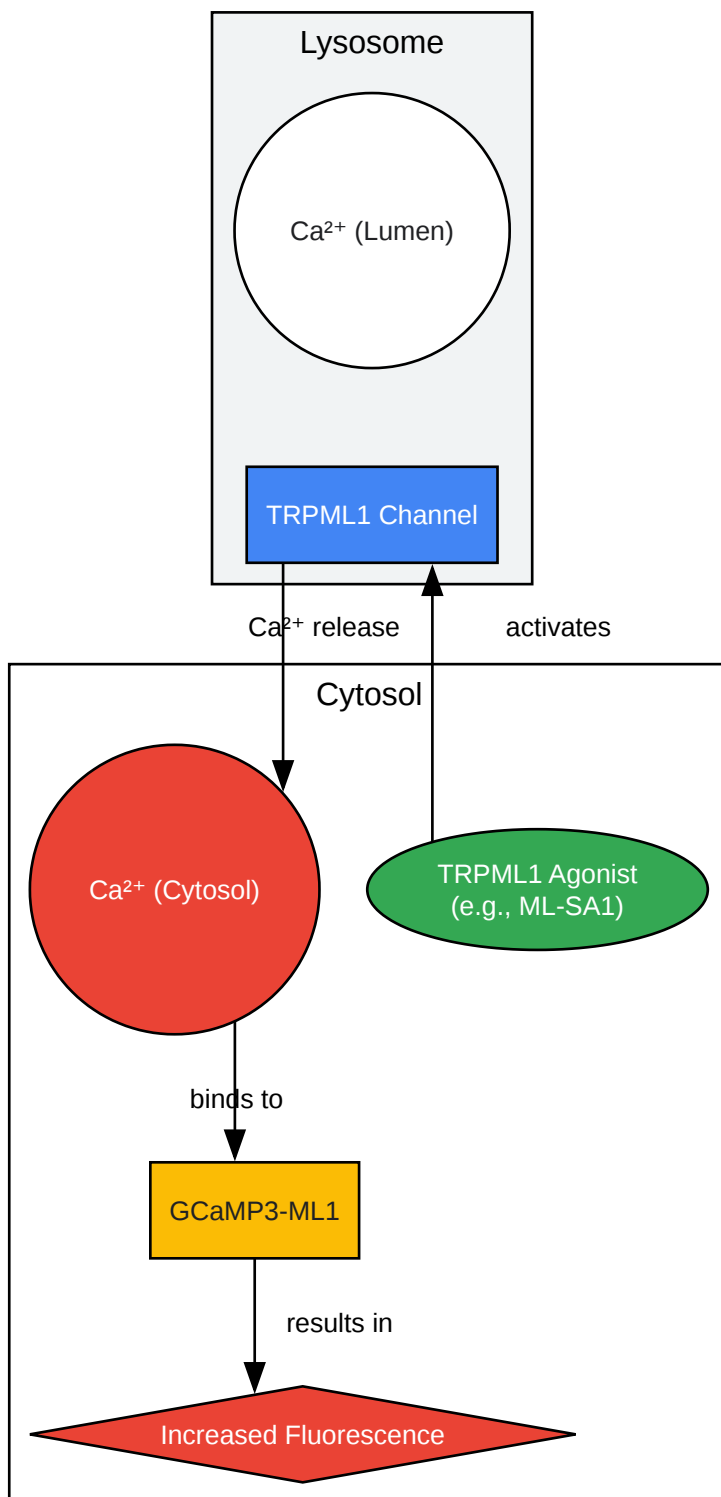 Lysosome
Ca²⁺ (Lumen)
TRPML1 Channel
Ca²⁺ release
activates
Cytosol
Ca²⁺ (Cytosol)
TRPML1 Agonist
(e.g., ML-SA1)
binds to
GCaMP3-ML1
results in
Increased Fluorescence